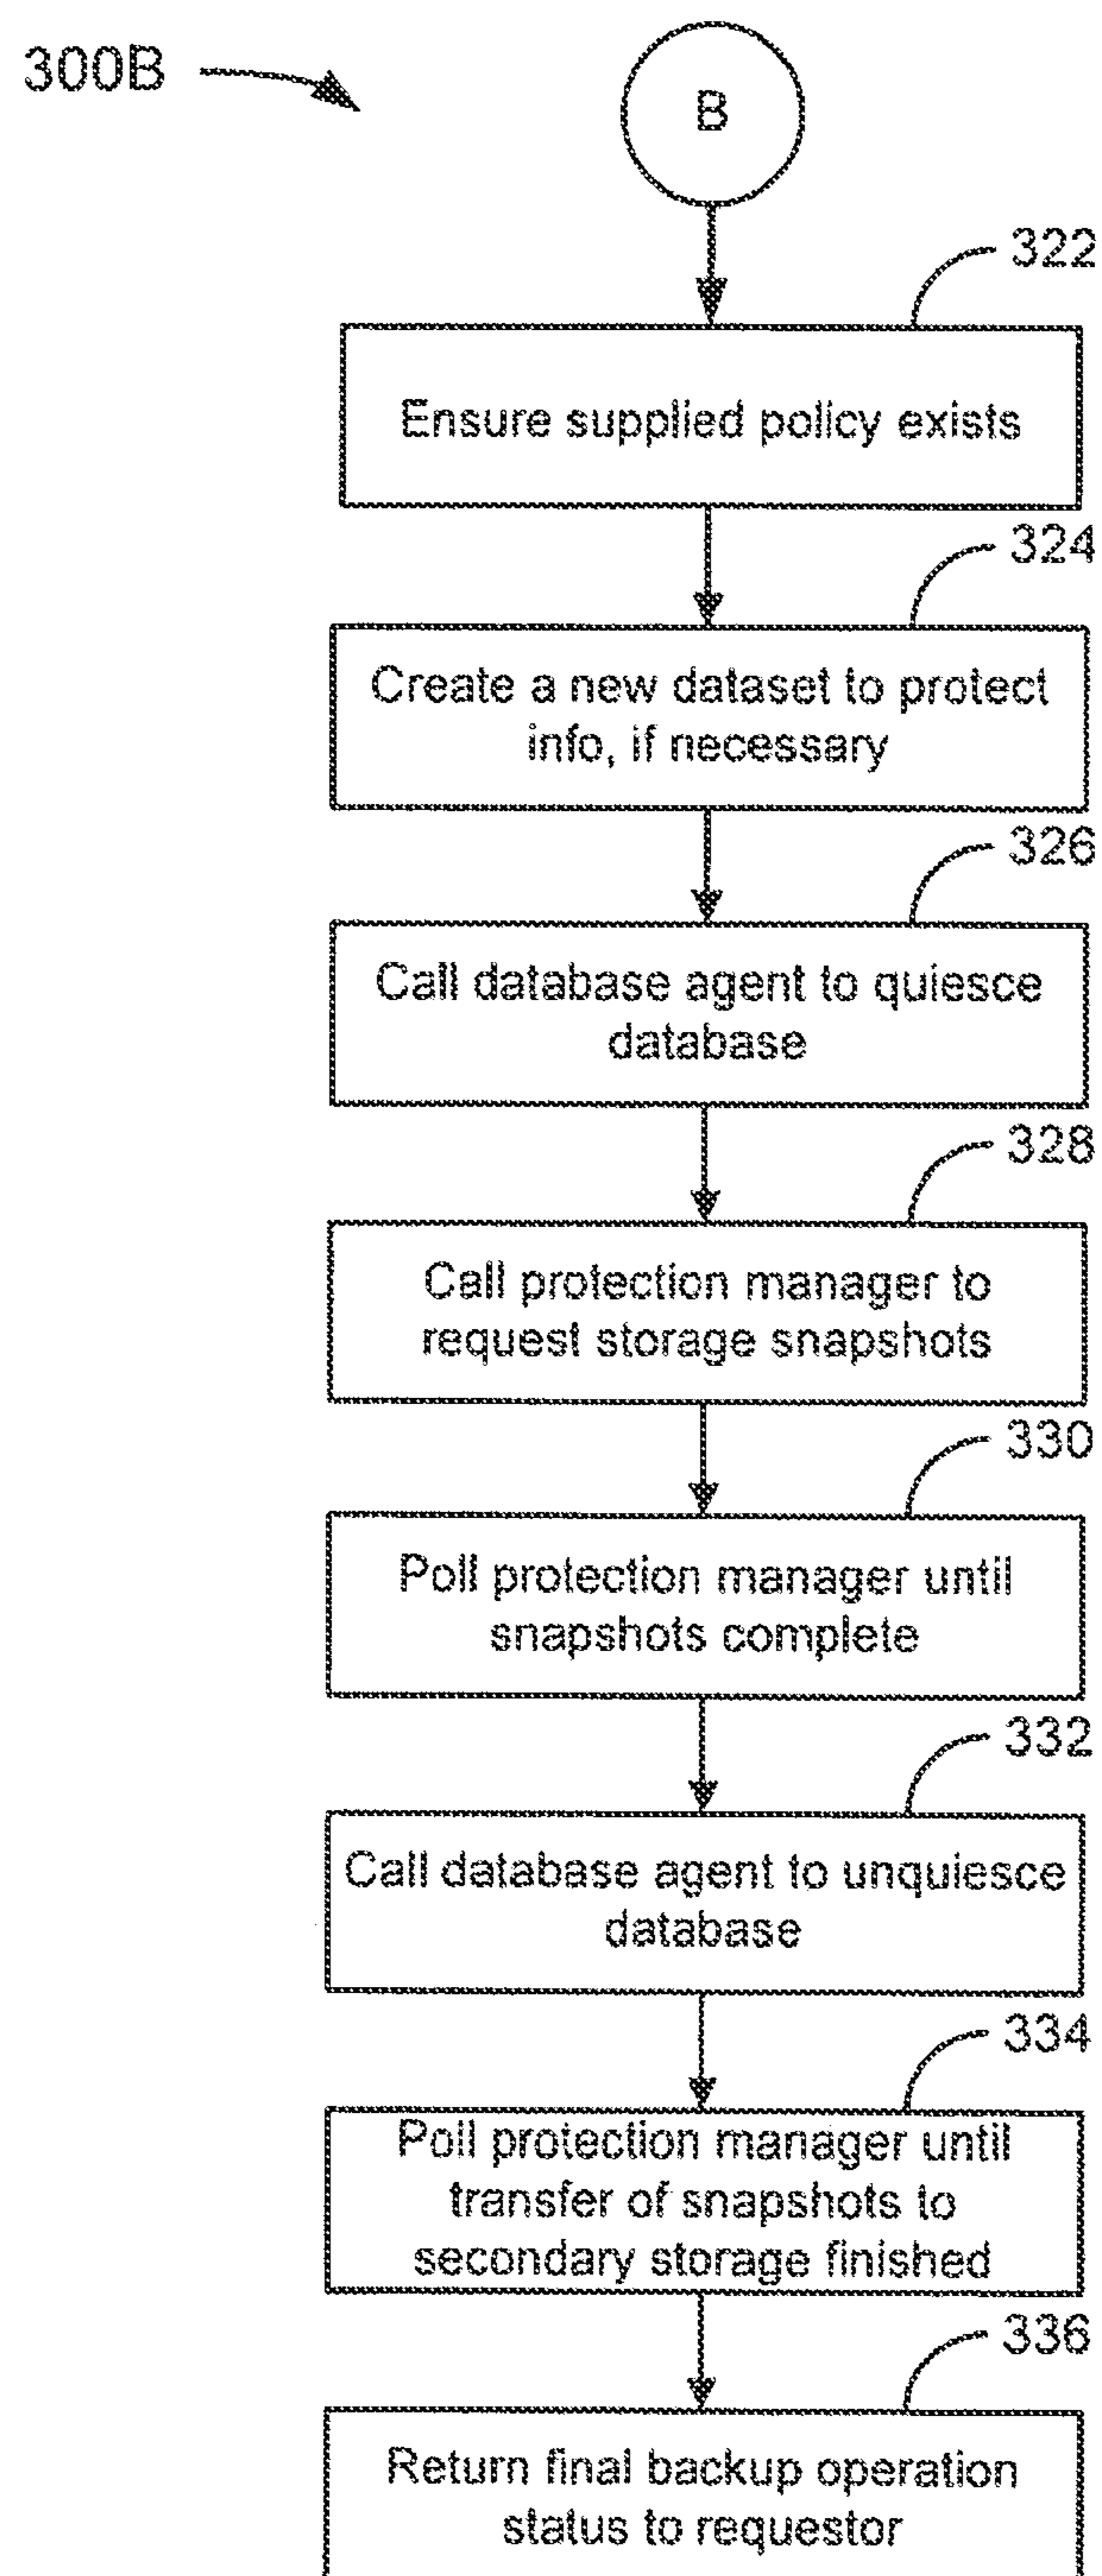 300B
B
322
Ensure supplied policy exists
324
Create a new dataset to protect
info, if necessary
326
Call database agent to quiesce
database
328
Call protection manager to
request storage snapshots
330
Poll protection manager until
snapshots complete
332
Call database agent to unquiesce
database
334
Poll protection manager until
transfer of snapshots to
secondary storage finished
336
Return final backup operation
status to requestor